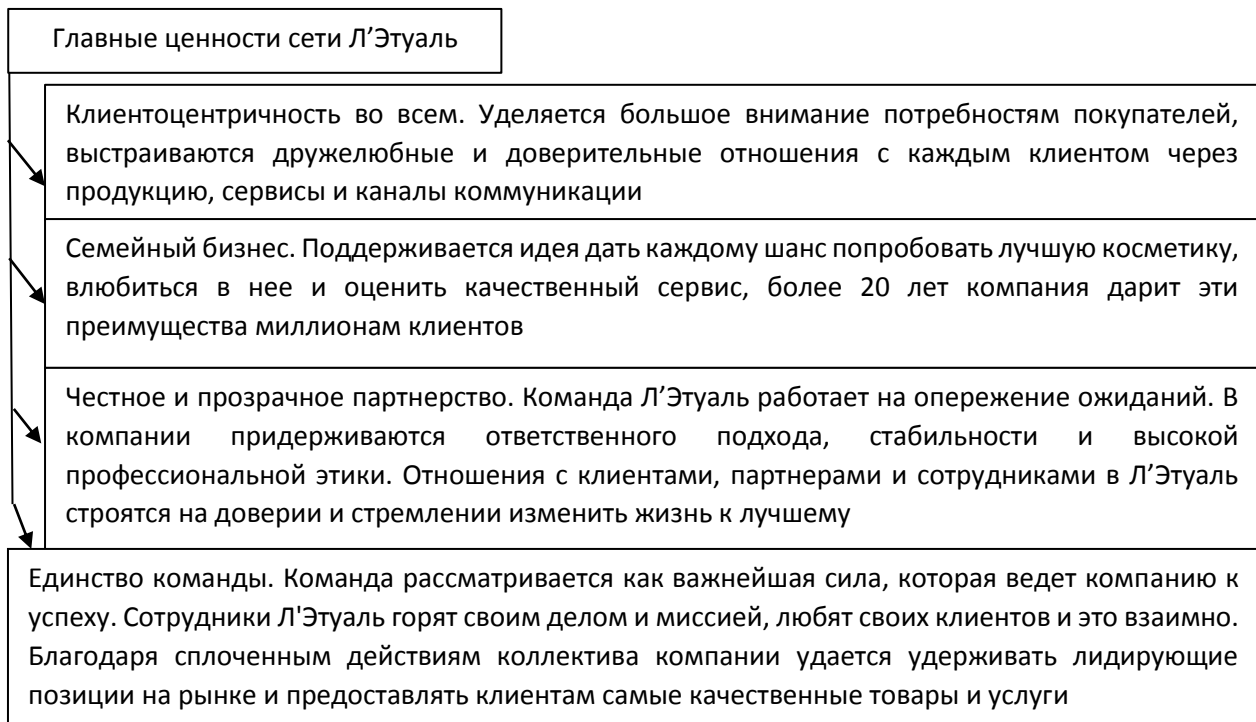 Главные ценности сети Л’Этуаль
Клиентоцентричность во всем. Уделяется большое внимание потребностям покупателей,
выстраиваются дружелюбные и доверительные отношения с каждым клиентом через
продукцию, сервисы и каналы коммуникации
Семейный бизнес. Поддерживается идея дать каждому шанс попробовать лучшую косметику,
влюбиться в нее и оценить качественный сервис, более 20 лет компания дарит эти
преимущества миллионам клиентов
Честное и прозрачное партнерство. Команда Л’Этуаль работает на опережение ожиданий. В
компании придерживаются ответственного подхода, стабильности и высокой
профессиональной этики. Отношения с клиентами, партнерами и сотрудниками в Л’Этуаль
строятся на доверии и стремлении изменить жизнь к лучшему
Единство команды. Команда рассматривается как важнейшая сила, которая ведет компанию к
успеху. Сотрудники Л'Этуаль горят своим делом и миссией, любят своих клиентов и это взаимно.
Благодаря сплоченным действиям коллектива компании удается удерживать лидирующие
позиции на рынке и предоставлять клиентам самые качественные товары и услуги